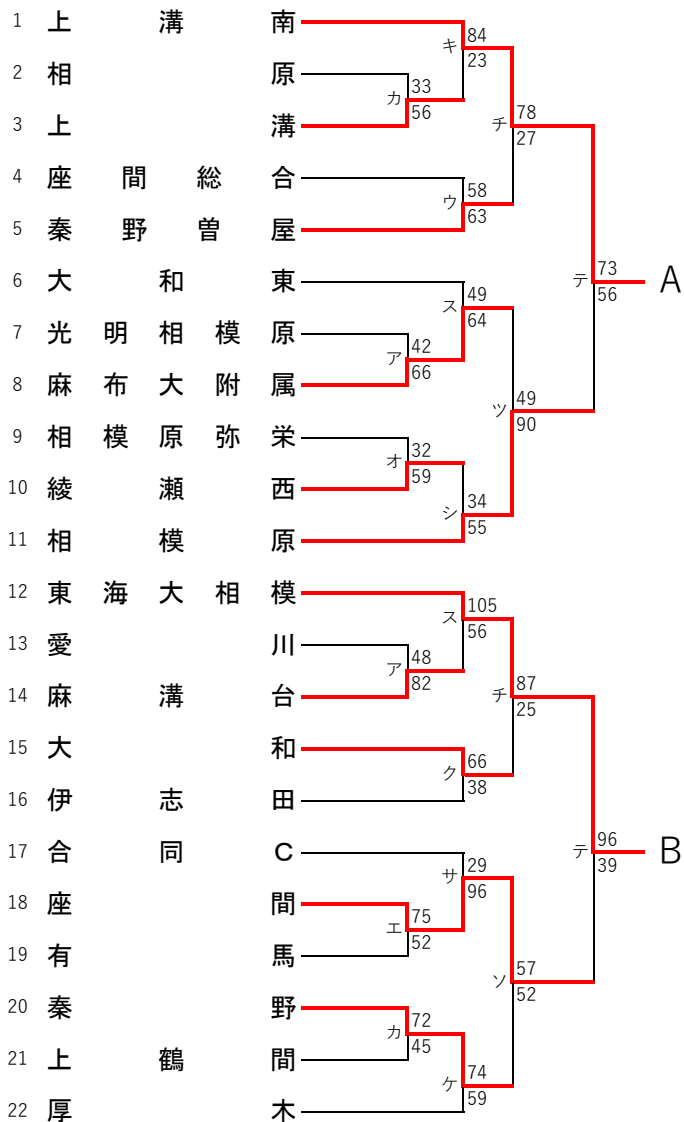 1 上溝南
84
キ
23
2 相原
33
カ
56
3 上溝
78
チ
27
4 座間総合
58
ウ
63
5 秦野曽屋
73
テ A
56
6 大和東
49
ス
64
7 光明相模原
42
ア
66
8 麻布大附属
49
ツ
90
9 相模原弥栄
32
オ
59
10 綾瀬西
34
シ
55
11 相模原
12 東海大相模
105
ス
56
13 愛川
48
ア
82
14 麻溝台
87
チ
25
15 大和
66
ク
38
16 伊志田
96
テ B
39
17 合同C
29
サ
96
18 座間
75
エ
52
19 有馬
57
ソ
52
20 秦野
72
カ
45
21 上鶴間
74
ケ
59
22 厚木